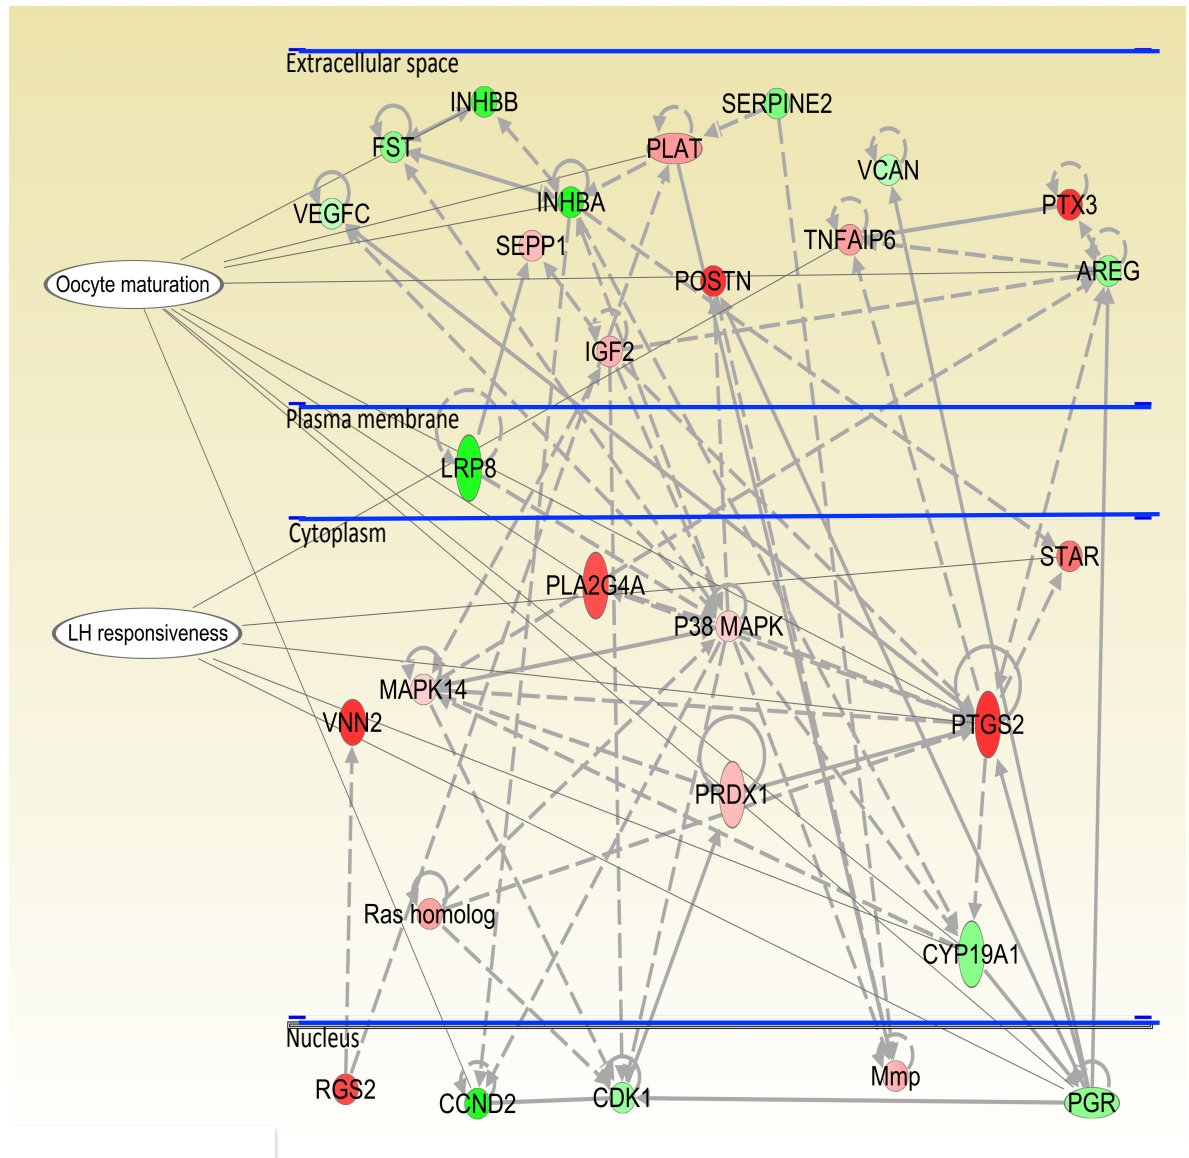 Extracellular space
INHBB
SERPINE2
FST
PLAT
VCAN
VEGFC
INHBA
PTX3
SEPP1
TNFAIP6
Oocyte maturation
POSTN
AREG
IGF2
Plasma membrane
LRP8
Cytoplasm
STAR
PLA2G4A
LH responsiveness
P38 MAPK
MAPK14
VNN2
PTGS2
PRDX1
Ras homolog
CYP19A1
Nucleus
RGS2
CCND2
CDK1
Mmp
PGR